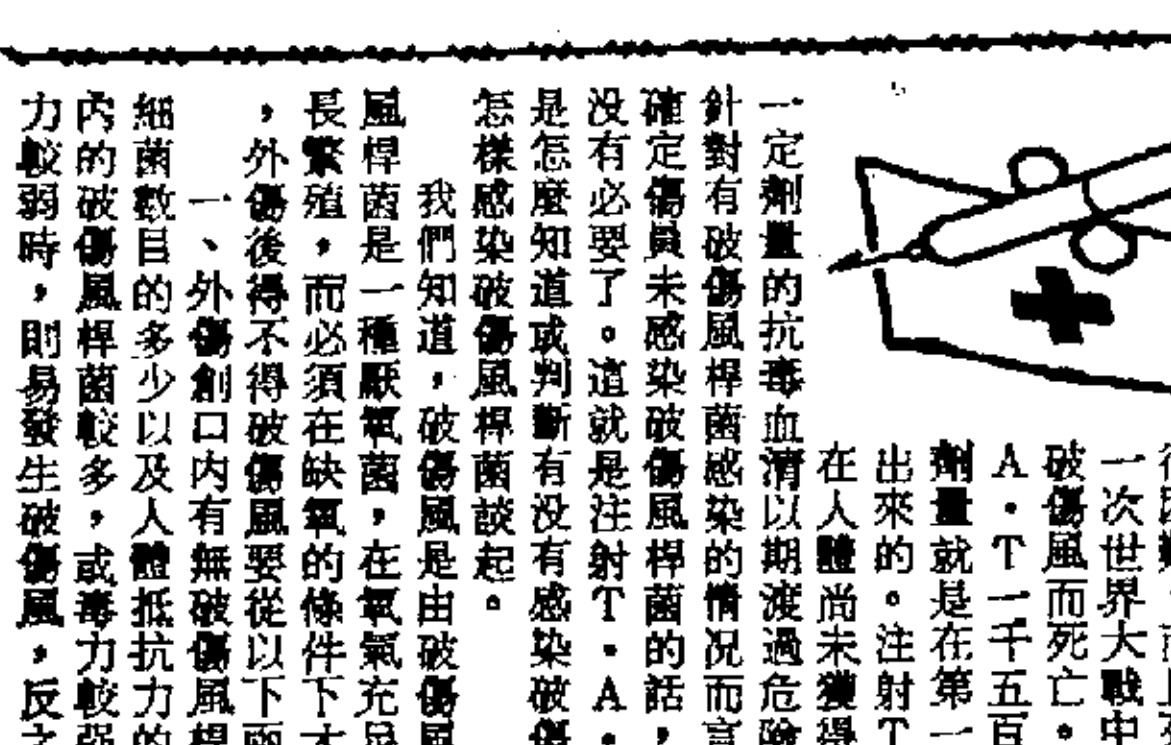 一次世界大戰中
破傷風而死亡。
A·T一千五百
劑量就是在第一
出來的。注射T
在人體尚未獲得
一定劑量的抗毒血清以期渡過危險
針對有破傷風桿菌感染的情况而言
確定傷員未感染破傷風桿菌的話，
没有必要了。這就是注射T·A·
是怎麼知道或判斷有没有感染破傷
怎樣感染破傷風桿菌談起。
我們知道，破傷風是由破傷風
風桿菌是一種厭氧菌，在氧氣充足
長繁殖，而必須在缺氧的條件下才
，外傷後得不得破傷風要從以下兩
一、外傷創口内有無破傷風桿
細菌數目的多少以及人體抵抗力的
内的破傷風桿菌較多，或毒力較强
力較弱時，則易發生破傷風，反之